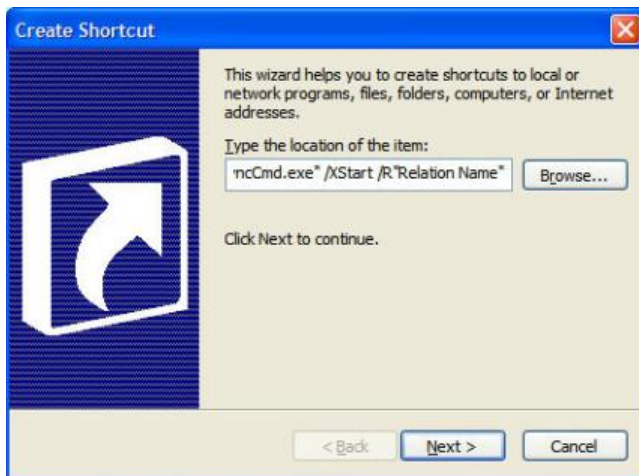 Create Shortcut
This wizard helps you to create shortcuts to local or
network programs, files, folders, computers, or Internet
addresses.
Type the location of the item:
ncCmd.exe" /XStart /R"Relation Name"
Browse...
Click Next to continue.
< Back
Next >
Cancel